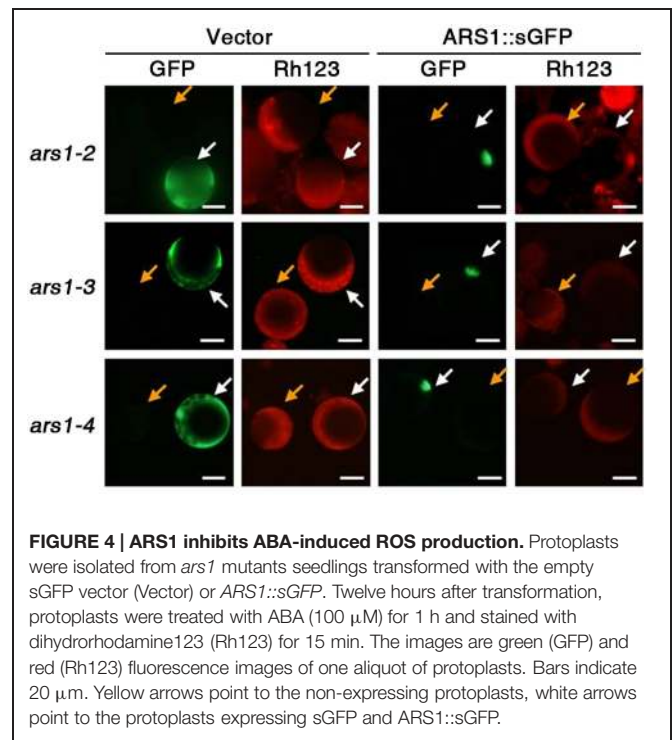 Vector ARS1::sGFP
GFP Rh123 GFP Rh123
ars1-2
ars1-3
ars1-4
FIGURE 4 | ARS1 inhibits ABA-induced ROS production. Protoplasts
were isolated from ars1 mutants seedlings transformed with the empty
sGFP vector (Vector) or ARS1::sGFP. Twelve hours after transformation,
protoplasts were treated with ABA (100 μM) for 1 h and stained with
dihydrorhodamine123 (Rh123) for 15 min. The images are green (GFP) and
red (Rh123) fluorescence images of one aliquot of protoplasts. Bars indicate
20 μm. Yellow arrows point to the non-expressing protoplasts, white arrows
point to the protoplasts expressing sGFP and ARS1::sGFP.